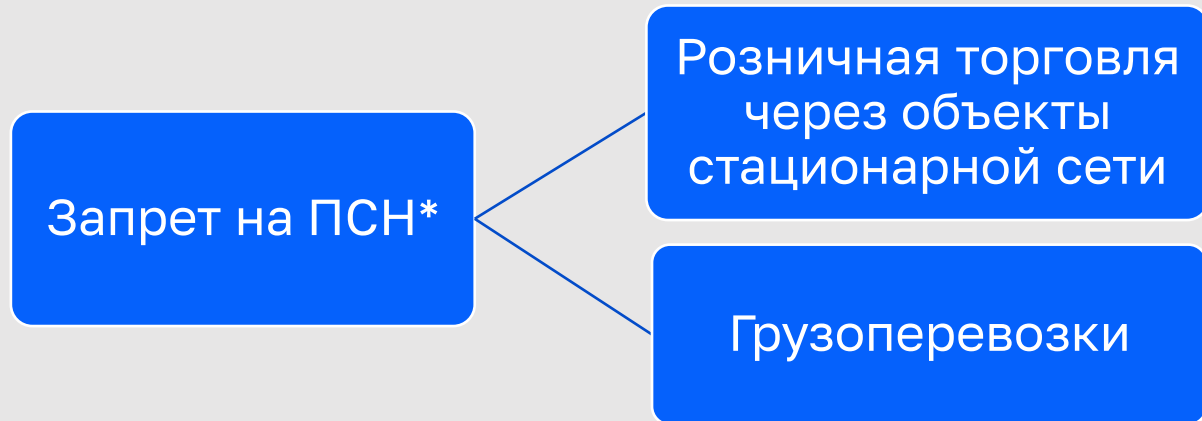 Запрет на ПСН*
Розничная торговля
через объекты
стационарной сети
Грузоперевозки